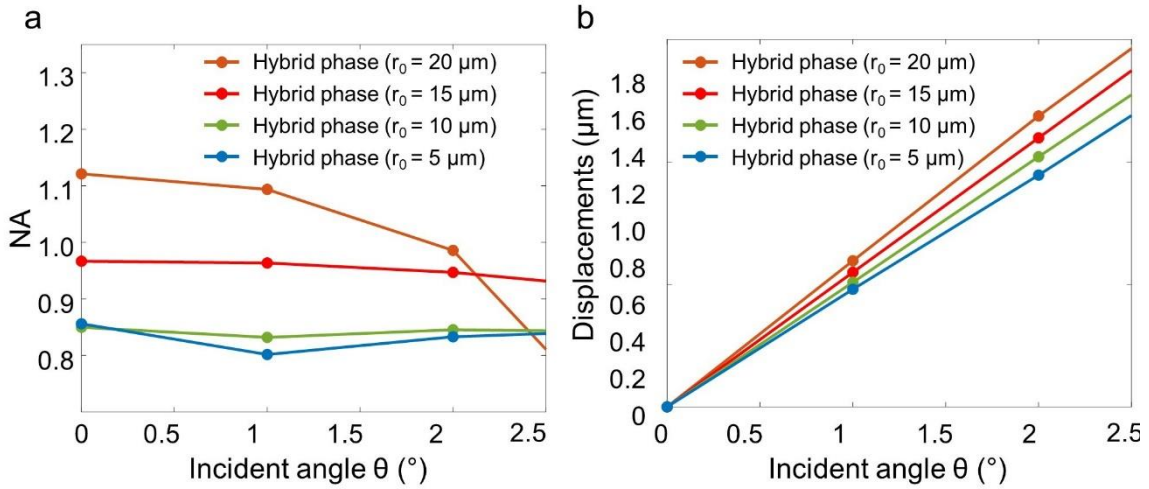 a
NA
1.3
1.2
1.1
1.0
0.9
0.8
Hybrid phase (r₀ = 20 μm)
Hybrid phase (r₀ = 15 μm)
Hybrid phase (r₀ = 10 μm)
Hybrid phase (r₀ = 5 μm)
0 0.5 1 1.5 2 2.5
Incident angle θ (°)
b
Displacements (μm)
1.8
1.6
1.4
1.2
1.0
0.8
0.6
0.4
0.2
0
Hybrid phase (r₀ = 20 μm)
Hybrid phase (r₀ = 15 μm)
Hybrid phase (r₀ = 10 μm)
Hybrid phase (r₀ = 5 μm)
0 0.5 1 1.5 2 2.5
Incident angle θ (°)